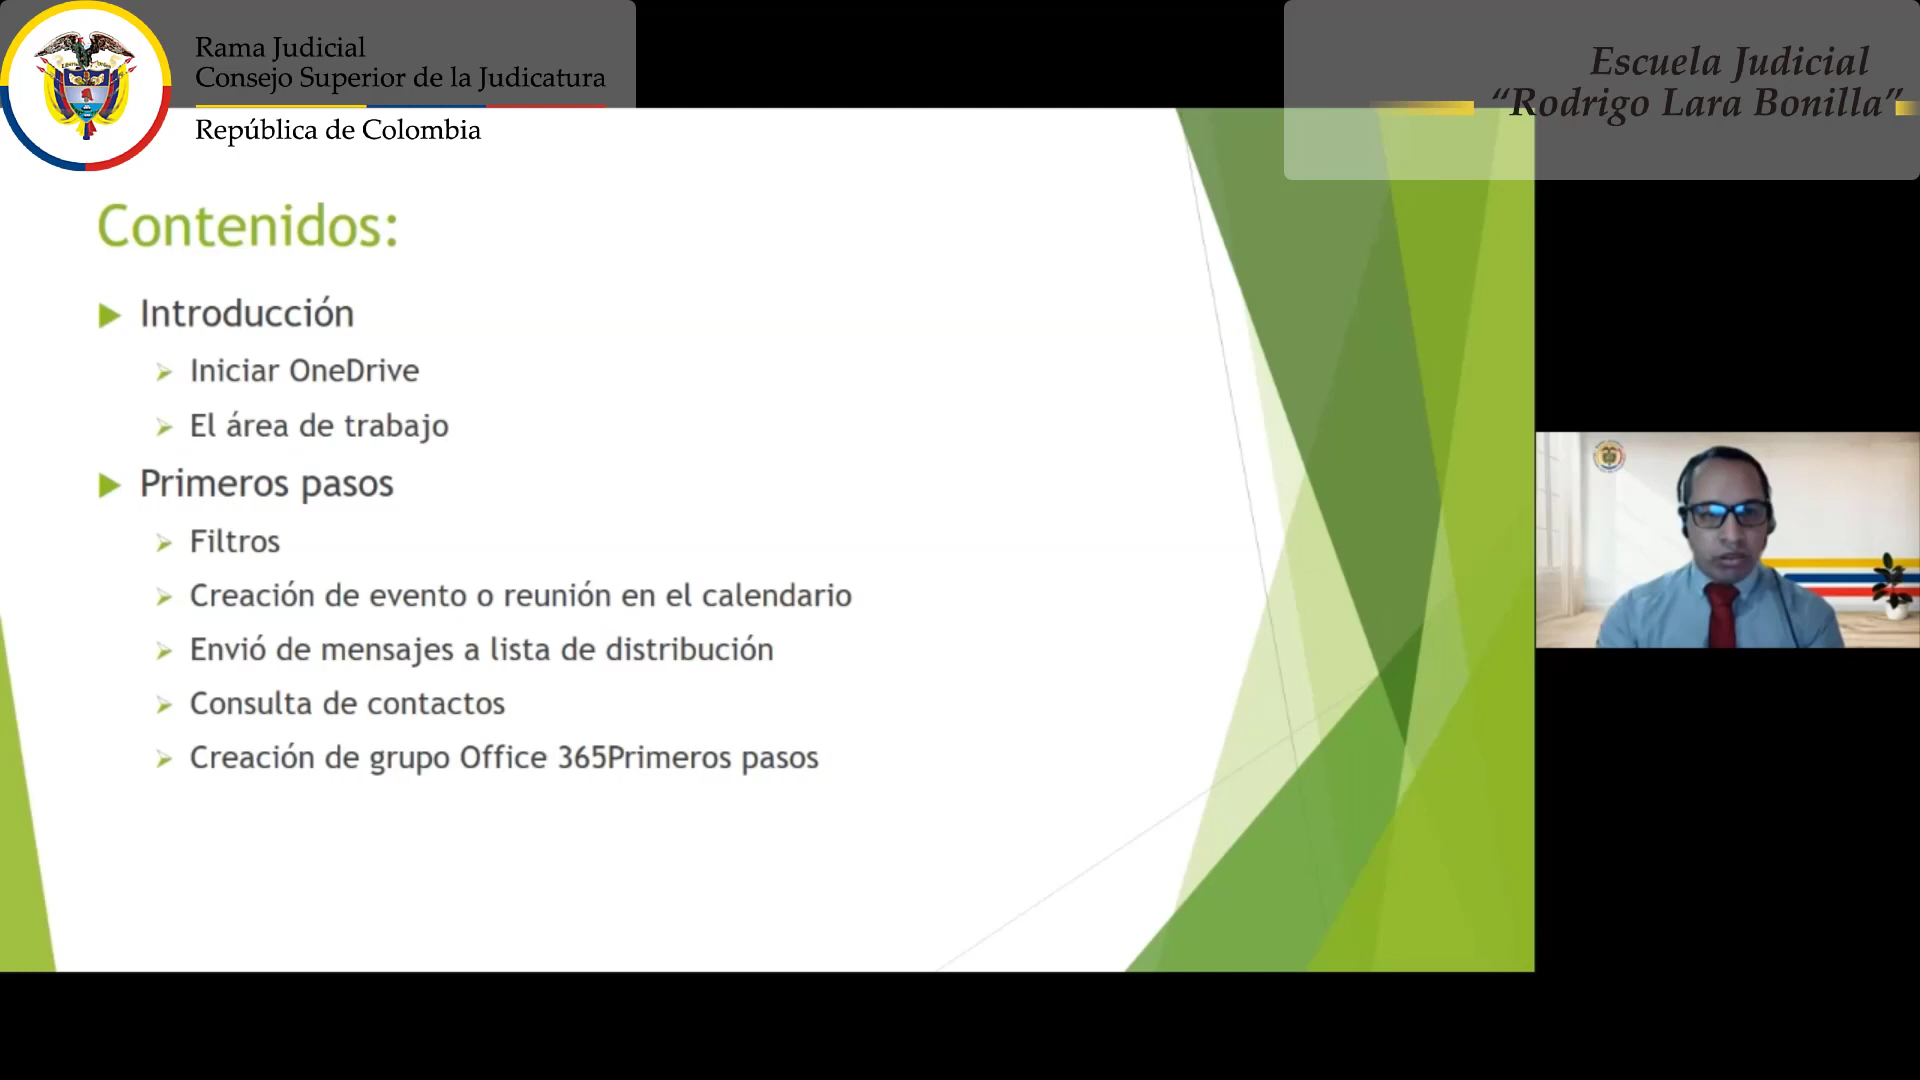 Rama Judicial
Consejo Superior de la Judicatura
República de Colombia
Escuela Judicial
“Rodrigo Lara Bonilla”
Contenidos:
Introducción
Iniciar OneDrive
El área de trabajo
Primeros pasos
Filtros
Creación de evento o reunión en el calendario
Envió de mensajes a lista de distribución
Consulta de contactos
Creación de grupo Office 365Primeros pasos